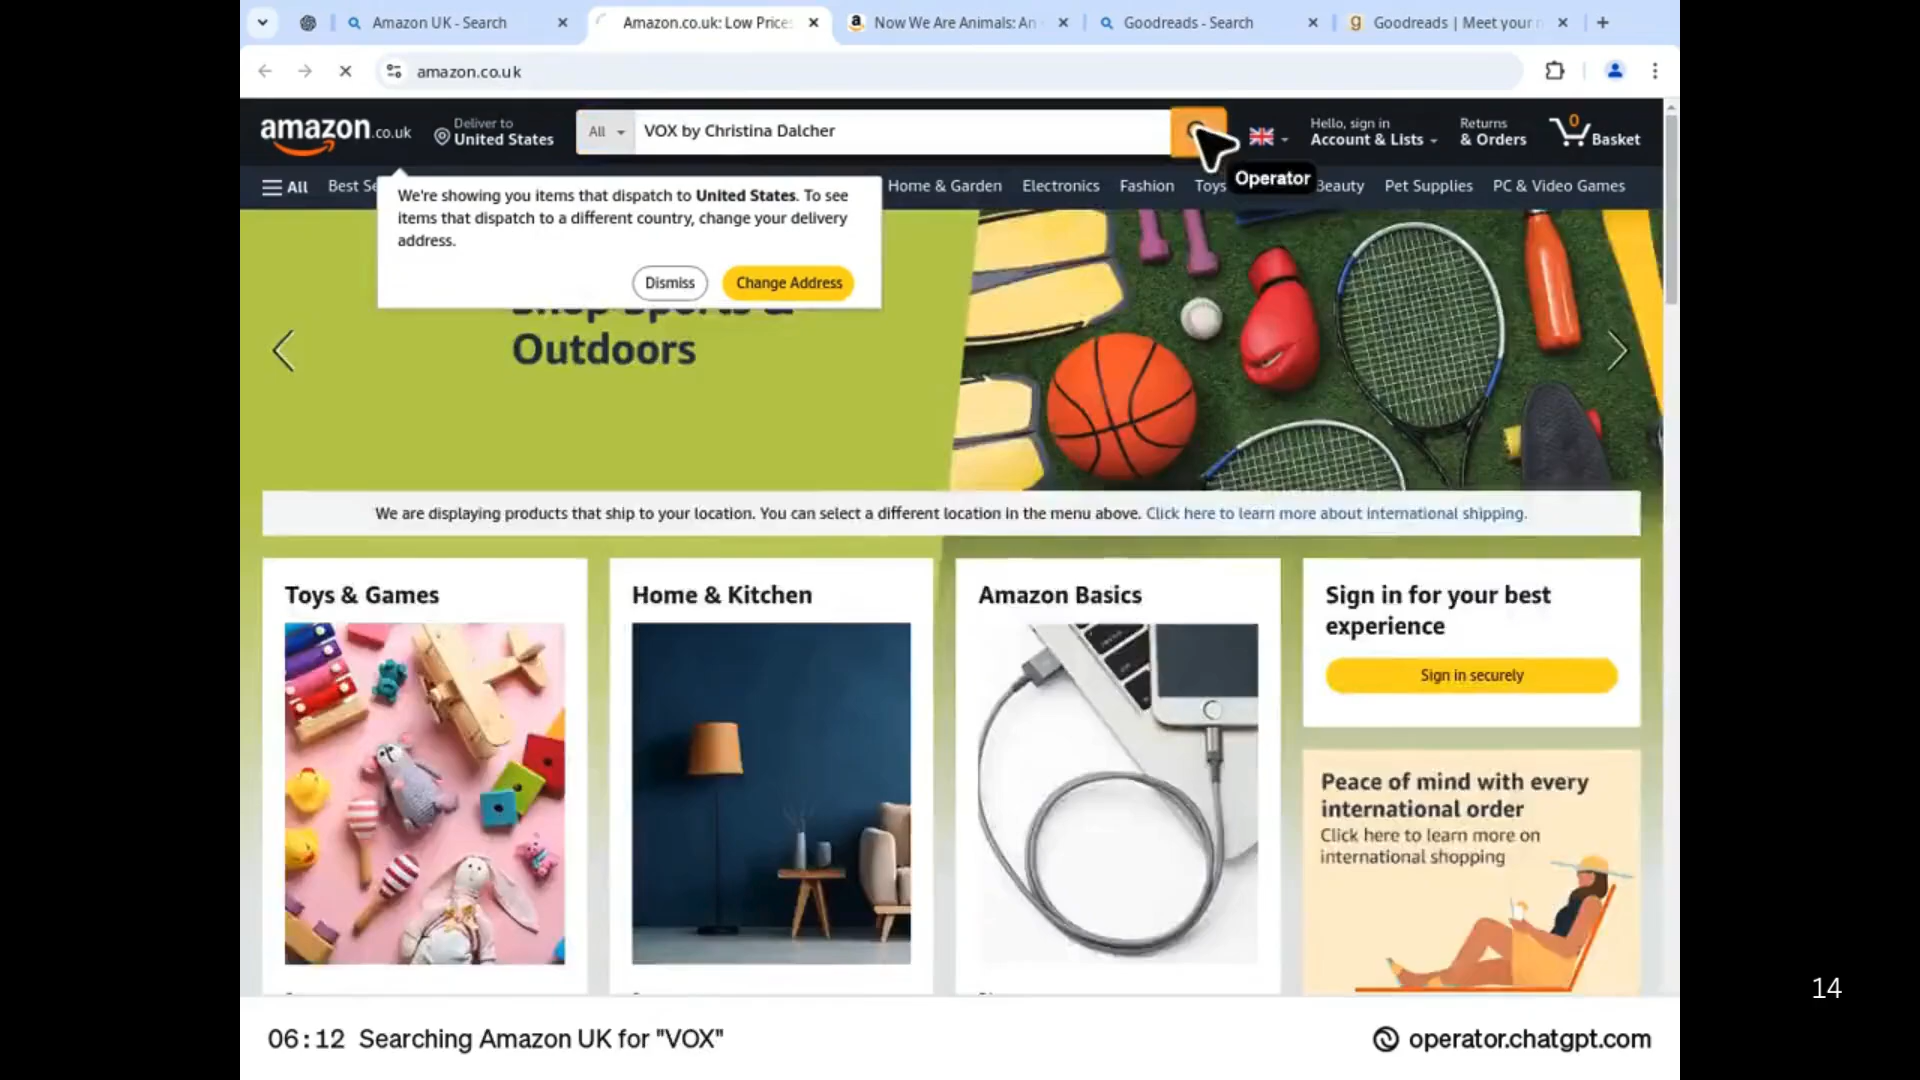 Amazon UK - Search
Amazon.co.uk: Low Price
Now We Are Animals: An
Goodreads - Search
Goodreads | Meet your n
amazon.co.uk
amazon.co.uk
Deliver to
United States
All
VOX by Christina Dalcher
Hello, sign in
Account & Lists
Returns
& Orders
0
Basket
Operator
All
Best Se
Home & Garden
Electronics
Fashion
Toys
Beauty
Pet Supplies
PC & Video Games
We're showing you items that dispatch to United States. To see
items that dispatch to a different country, change your delivery
address.
Dismiss
Change Address
Shop Sports &
Outdoors
We are displaying products that ship to your location. You can select a different location in the menu above. Click here to learn more about international shipping.
Toys & Games
Home & Kitchen
Amazon Basics
Sign in for your best
experience
Sign in securely
Peace of mind with every
international order
Click here to learn more on
international shopping
14
06:12 Searching Amazon UK for "VOX"
operator.chatgpt.com